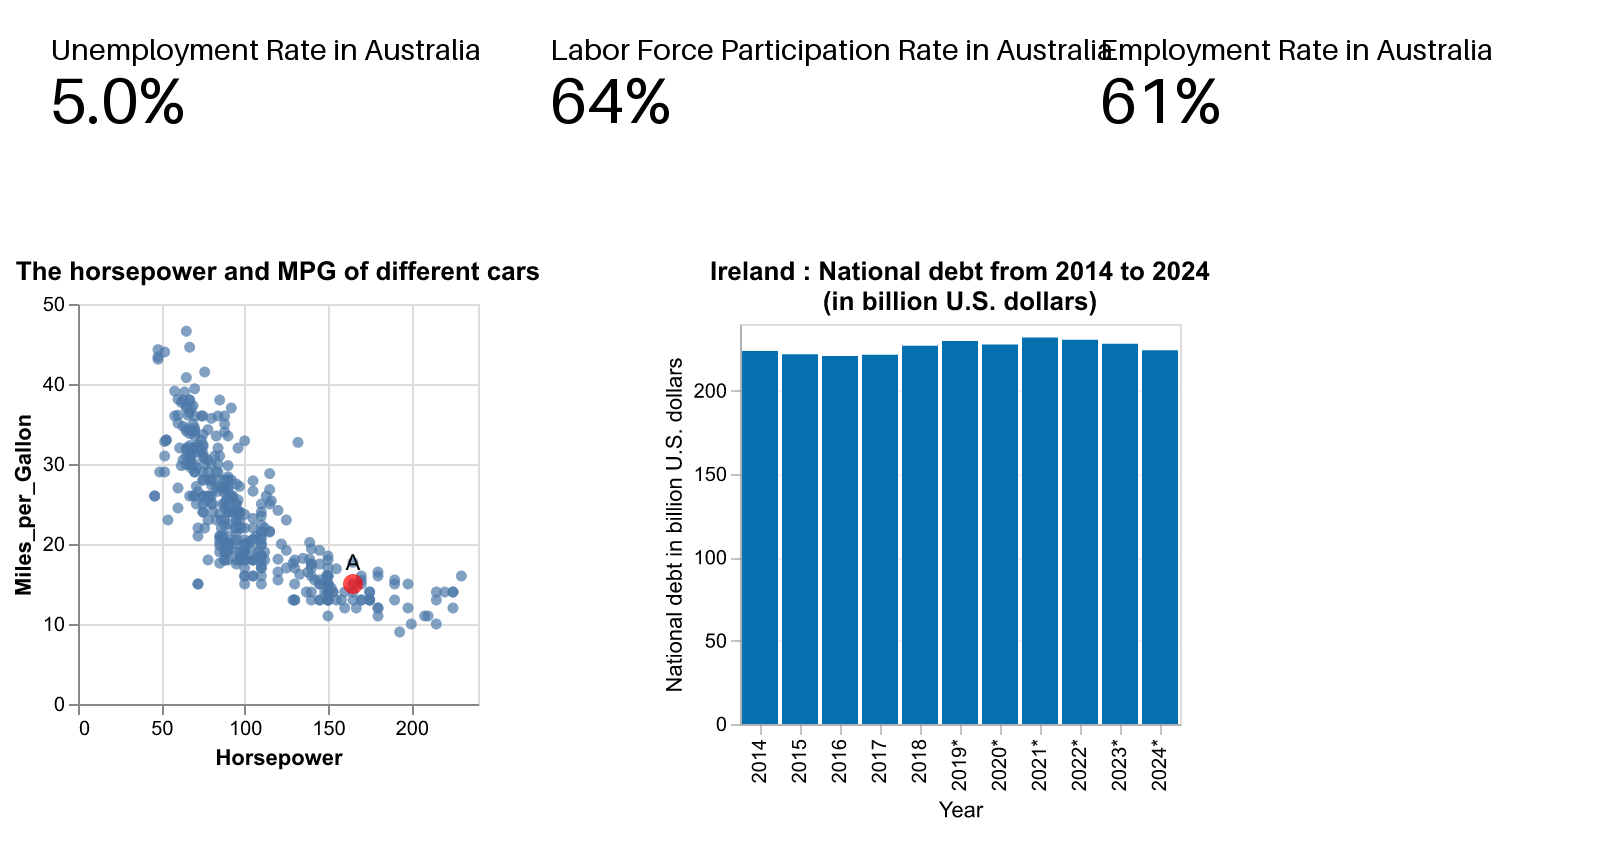 Unemployment Rate in Australia
5.0%
Labor Force Participation Rate in Australia
64%
Employment Rate in Australia
61%
The horsepower and MPG of different cars
Miles_per_Gallon
50
40
30
20
10
0
A
0 50 100 150 200
Horsepower
Ireland : National debt from 2014 to 2024
(in billion U.S. dollars)
National debt in billion U.S. dollars
200
150
100
50
0
2014 2015 2016 2017 2018 2019* 2020* 2021* 2022* 2023* 2024*
Year